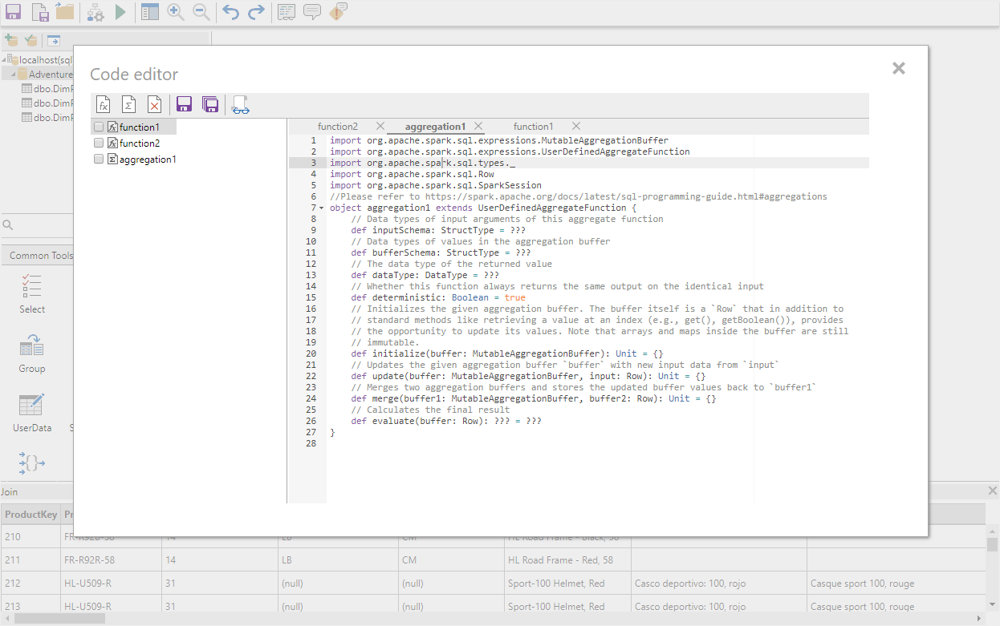 localhost(sql
Adventure
dbo.DimP
dbo.DimP
dbo.DimP
Common Tools
Select
Group
UserData
S
Code editor
function1
function2
aggregation1
function2
aggregation1
function1
1 import org.apache.spark.sql.expressions.MutableAggregationBuffer
2 import org.apache.spark.sql.expressions.UserDefinedAggregateFunction
3 import org.apache.spark.sql.types._
4 import org.apache.spark.sql.Row
5 import org.apache.spark.sql.SparkSession
6 //Please refer to https://spark.apache.org/docs/latest/sql-programming-guide.html#aggregations
7 object aggregation1 extends UserDefinedAggregateFunction {
8 // Data types of input arguments of this aggregate function
9 def inputSchema: StructType = ???
10 // Data types of values in the aggregation buffer
11 def bufferSchema: StructType = ???
12 // The data type of the returned value
13 def dataType: DataType = ???
14 // Whether this function always returns the same output on the identical input
15 def deterministic: Boolean = true
16 // Initializes the given aggregation buffer. The buffer itself is a `Row` that in addition to
17 // standard methods like retrieving a value at an index (e.g., get(), getBoolean()), provides
18 // the opportunity to update its values. Note that arrays and maps inside the buffer are still
19 // immutable.
20 def initialize(buffer: MutableAggregationBuffer): Unit = {}
21 // Updates the given aggregation buffer `buffer` with new input data from `input`
22 def update(buffer: MutableAggregationBuffer, input: Row): Unit = {}
23 // Merges two aggregation buffers and stores the updated buffer values back to `buffer1`
24 def merge(buffer1: MutableAggregationBuffer, buffer2: Row): Unit = {}
25 // Calculates the final result
26 def evaluate(buffer: Row): ??? = ???
27 }
28
Join
ProductKey Pr
210 FR-R92B-58 14 LB CM HL Road Frame - Black, 58
211 FR-R92R-58 14 LB CM HL Road Frame - Red, 58
212 HL-U509-R 31 (null) (null) Sport-100 Helmet, Red Casco deportivo: 100, rojo Casque sport 100, rouge
213 HL-U509-R 31 (null) (null) Sport-100 Helmet, Red Casco deportivo: 100, rojo Casque sport 100, rouge